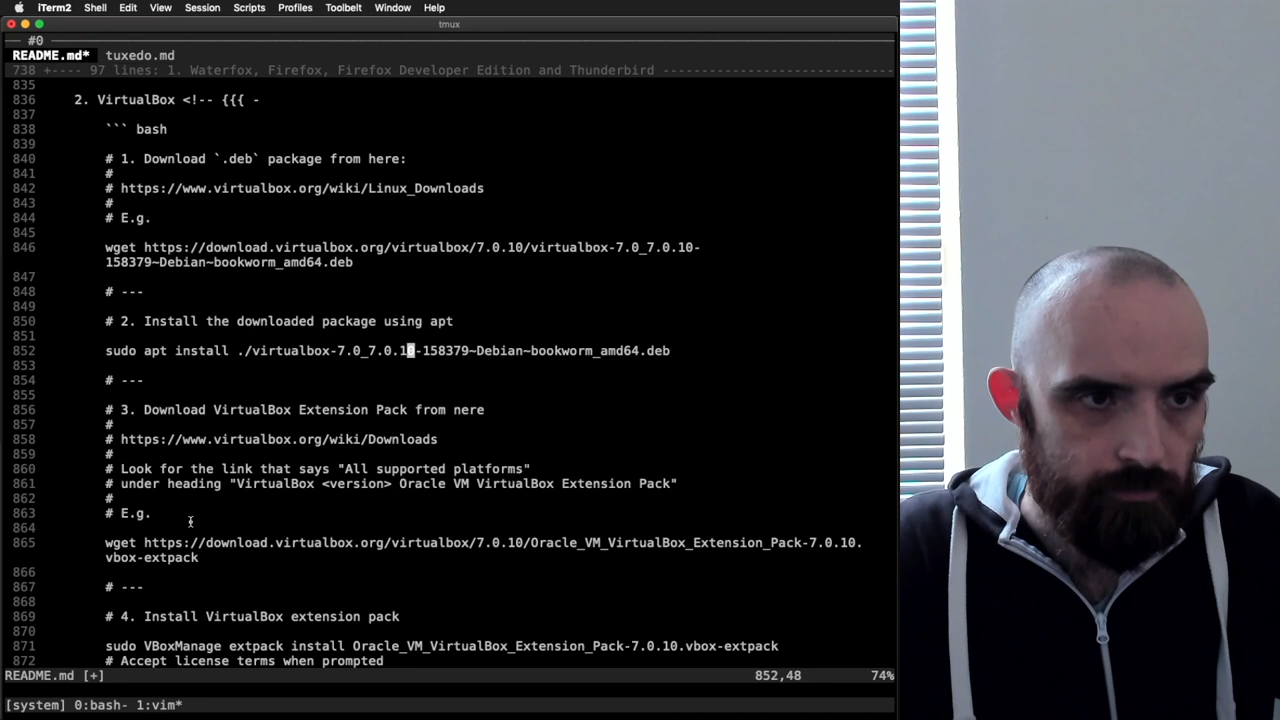 iTerm2 Shell Edit View Session Scripts Profiles Toolbelt Window Help
tmux
#0
README.md* tuxedo.md
738 +---- 97 lines: 1. Firefox, Firefox Developer Edition and Thunderbird
835
836 2. VirtualBox <!-- {{ -
837
838 ``` bash
839
840 # 1. Download package from here:
841 #
842 # https://www.virtualbox.org/wiki/Linux_Downloads
843 #
844 # E.g.
845
846 wget https://download.virtualbox.org/virtualbox/7.0.10/virtualbox-7.0_7.0.10-
158379~Debian~bookworm_amd64.deb
847
848 # ---
849
850 # 2. Install downloaded package using apt
851
852 sudo apt install ./virtualbox-7.0_7.0.10-158379~Debian~bookworm_amd64.deb
853
854 # ---
855
856 # 3. Download VirtualBox Extension Pack from here
857 #
858 # https://www.virtualbox.org/wiki/Downloads
859 #
860 # Look for the link that says "All supported platforms"
861 # under heading "VirtualBox <version> Oracle VM VirtualBox Extension Pack"
862 #
863 # E.g.
864
865 wget https://download.virtualbox.org/virtualbox/7.0.10/Oracle_VM_VirtualBox_Extension_Pack-7.0.10.
vbox-extpack
866
867 # ---
868
869 # 4. Install VirtualBox extension pack
870
871 sudo VBoxManage extpack install Oracle_VM_VirtualBox_Extension_Pack-7.0.10.vbox-extpack
872 # Accept license terms when prompted
README.md [+] 852,48 74%
[system] 0:bash- 1:vim*